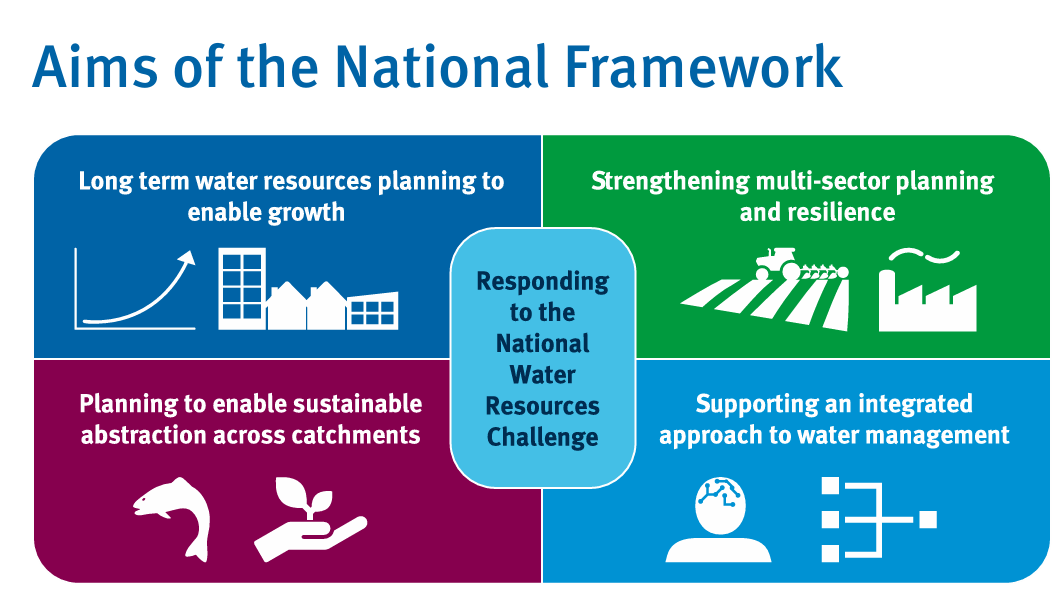 Aims of the National Framework
Long term water resources planning to
enable growth
Strengthening multi-sector planning
and resilience
Responding
to the
National
Water
Resources
Challenge
Planning to enable sustainable
abstraction across catchments
Supporting an integrated
approach to water management